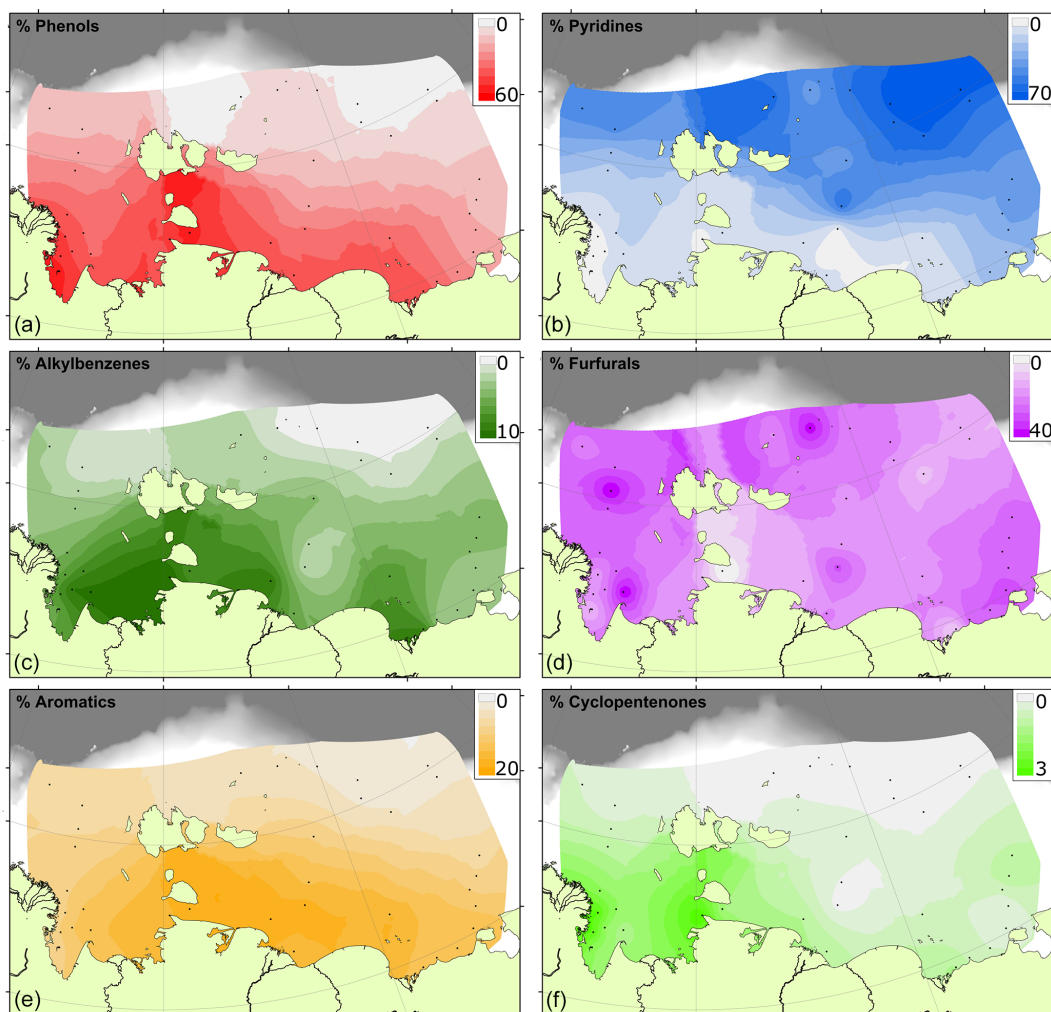 % Phenols
0
60
(a)
% Pyridines
0
70
(b)
% Alkylbenzenes
0
10
(c)
% Furfurals
0
40
(d)
% Aromatics
0
20
(e)
% Cyclopentenones
0
3
(f)